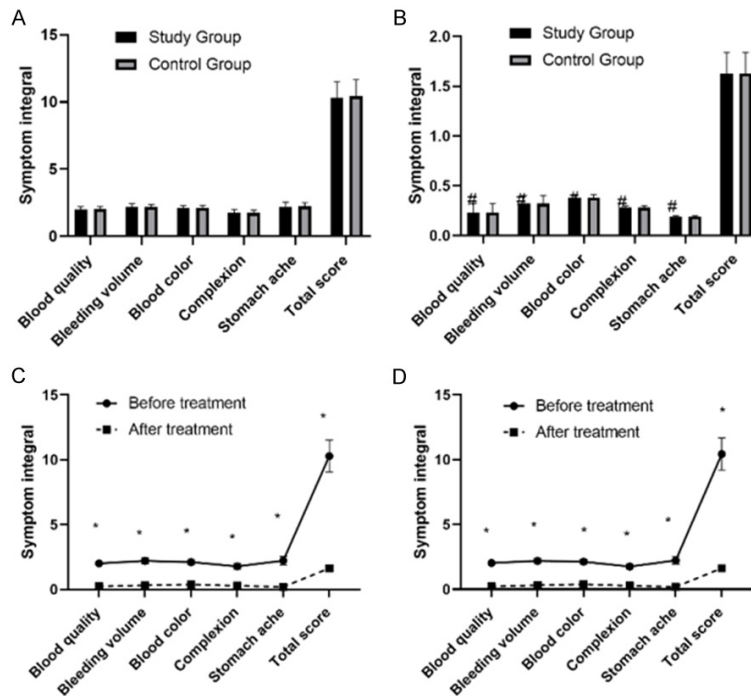 A
Study Group
Control Group
Symptom integral
15
10
5
0
Blood quality
Bleeding volume
Blood color
Complexion
Stomach ache
Total score
B
Study Group
Control Group
Symptom integral
2.0
1.5
1.0
0.5
0.0
# # # # #
Blood quality
Bleeding volume
Blood color
Complexion
Stomach ache
Total score
C
Before treatment
After treatment
Symptom integral
15
10
5
0
* * * * * *
Blood quality
Bleeding volume
Blood color
Complexion
Stomach ache
Total score
D
Before treatment
After treatment
Symptom integral
15
10
5
0
* * * * * *
Blood quality
Bleeding volume
Blood color
Complexion
Stomach ache
Total score